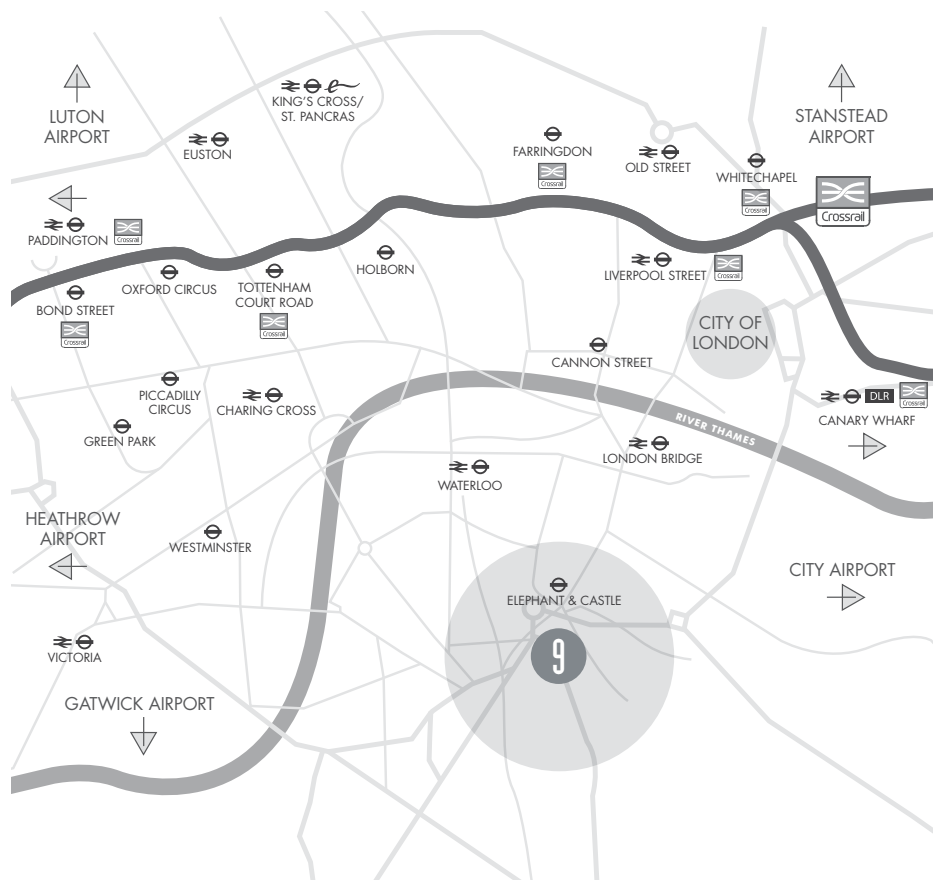 LUTON
AIRPORT
KING'S CROSS/
ST. PANCRAS
STANSTEAD
AIRPORT
EUSTON
FARRINGDON
Crossrail
OLD STREET
WHITECHAPEL
Crossrail
Crossrail
PADDINGTON
Crossrail
HOLBORN
LIVERPOOL STREET
Crossrail
OXFORD CIRCUS
TOTTENHAM
COURT ROAD
Crossrail
BOND STREET
Crossrail
CITY OF
LONDON
CANNON STREET
PICCADILLY
CIRCUS
CHARING CROSS
DLR
Crossrail
CANARY WHARF
GREEN PARK
RIVER THAMES
LONDON BRIDGE
WATERLOO
HEATHROW
AIRPORT
WESTMINSTER
CITY AIRPORT
ELEPHANT & CASTLE
9
VICTORIA
GATWICK AIRPORT